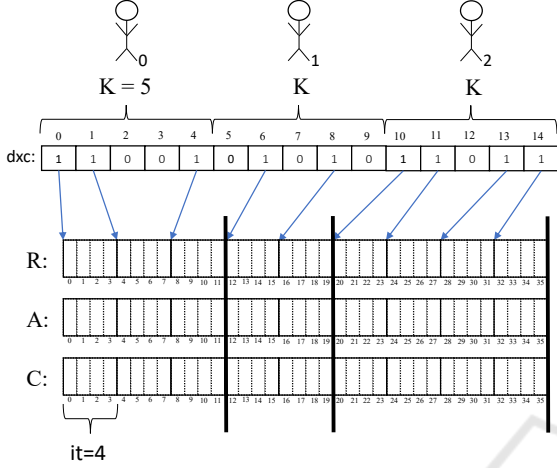 0 1 2
K = 5 K K
0 1 2 3 4 5 6 7 8 9 10 11 12 13 14
dxc: 1 1 0 0 1 0 1 0 1 0 1 1 0 1 1
R:
0 1 2 3 4 5 6 7 8 9 10 11 12 13 14 15 16 17 18 19 20 21 22 23 24 25 26 27 28 29 30 31 32 33 34 35
A:
0 1 2 3 4 5 6 7 8 9 10 11 12 13 14 15 16 17 18 19 20 21 22 23 24 25 26 27 28 29 30 31 32 33 34 35
C:
0 1 2 3 4 5 6 7 8 9 10 11 12 13 14 15 16 17 18 19 20 21 22 23 24 25 26 27 28 29 30 31 32 33 34 35
it=4